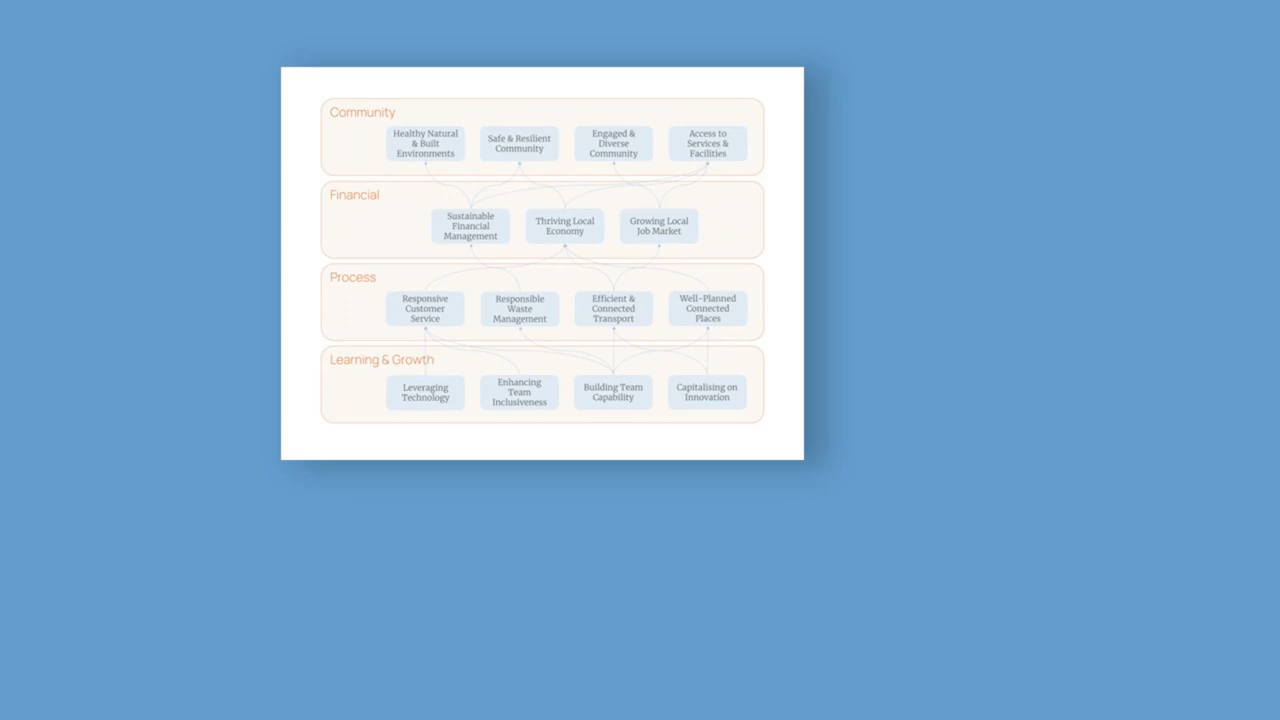 Community
Healthy Natural
& Built
Environments
Safe & Resilient
Community
Engaged &
Diverse
Community
Access to
Services &
Facilities
Financial
Sustainable
Financial
Management
Thriving Local
Economy
Growing Local
Job Market
Process
Responsive
Customer
Service
Responsible
Waste
Management
Efficient &
Connected
Transport
Well-Planned
Connected
Places
Learning & Growth
Leveraging
Technology
Enhancing
Team
Inclusiveness
Building Team
Capability
Capitalising on
Innovation